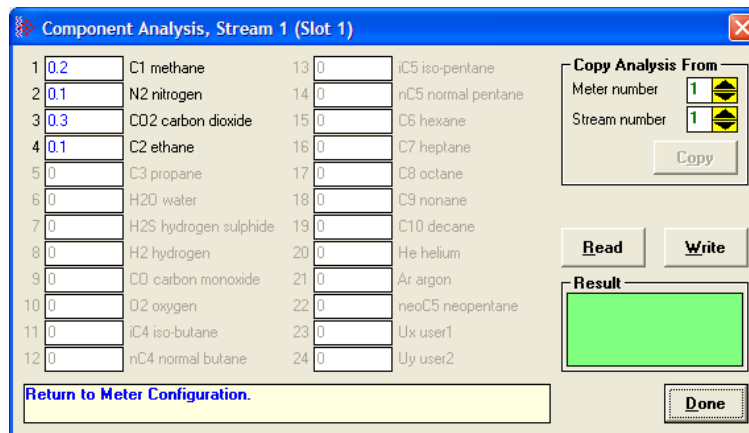 Component Analysis, Stream 1 (Slot 1)
1 0.2 C1 methane
2 0.1 N2 nitrogen
3 0.3 CO2 carbon dioxide
4 0.1 C2 ethane
5 0 C3 propane
6 0 H2O water
7 0 H2S hydrogen sulphide
8 0 H2 hydrogen
9 0 CO carbon monoxide
10 0 O2 oxygen
11 0 iC4 iso-butane
12 0 nC4 normal butane
13 0 iC5 iso-pentane
14 0 nC5 normal pentane
15 0 C6 hexane
16 0 C7 heptane
17 0 C8 octane
18 0 C9 nonane
19 0 C10 decane
20 0 He helium
21 0 Ar argon
22 0 neoC5 neopentane
23 0 Ux user1
24 0 Uy user2
Copy Analysis From
Meter number 1
Stream number 1
Copy
Read Write
Result
Return to Meter Configuration.
Done